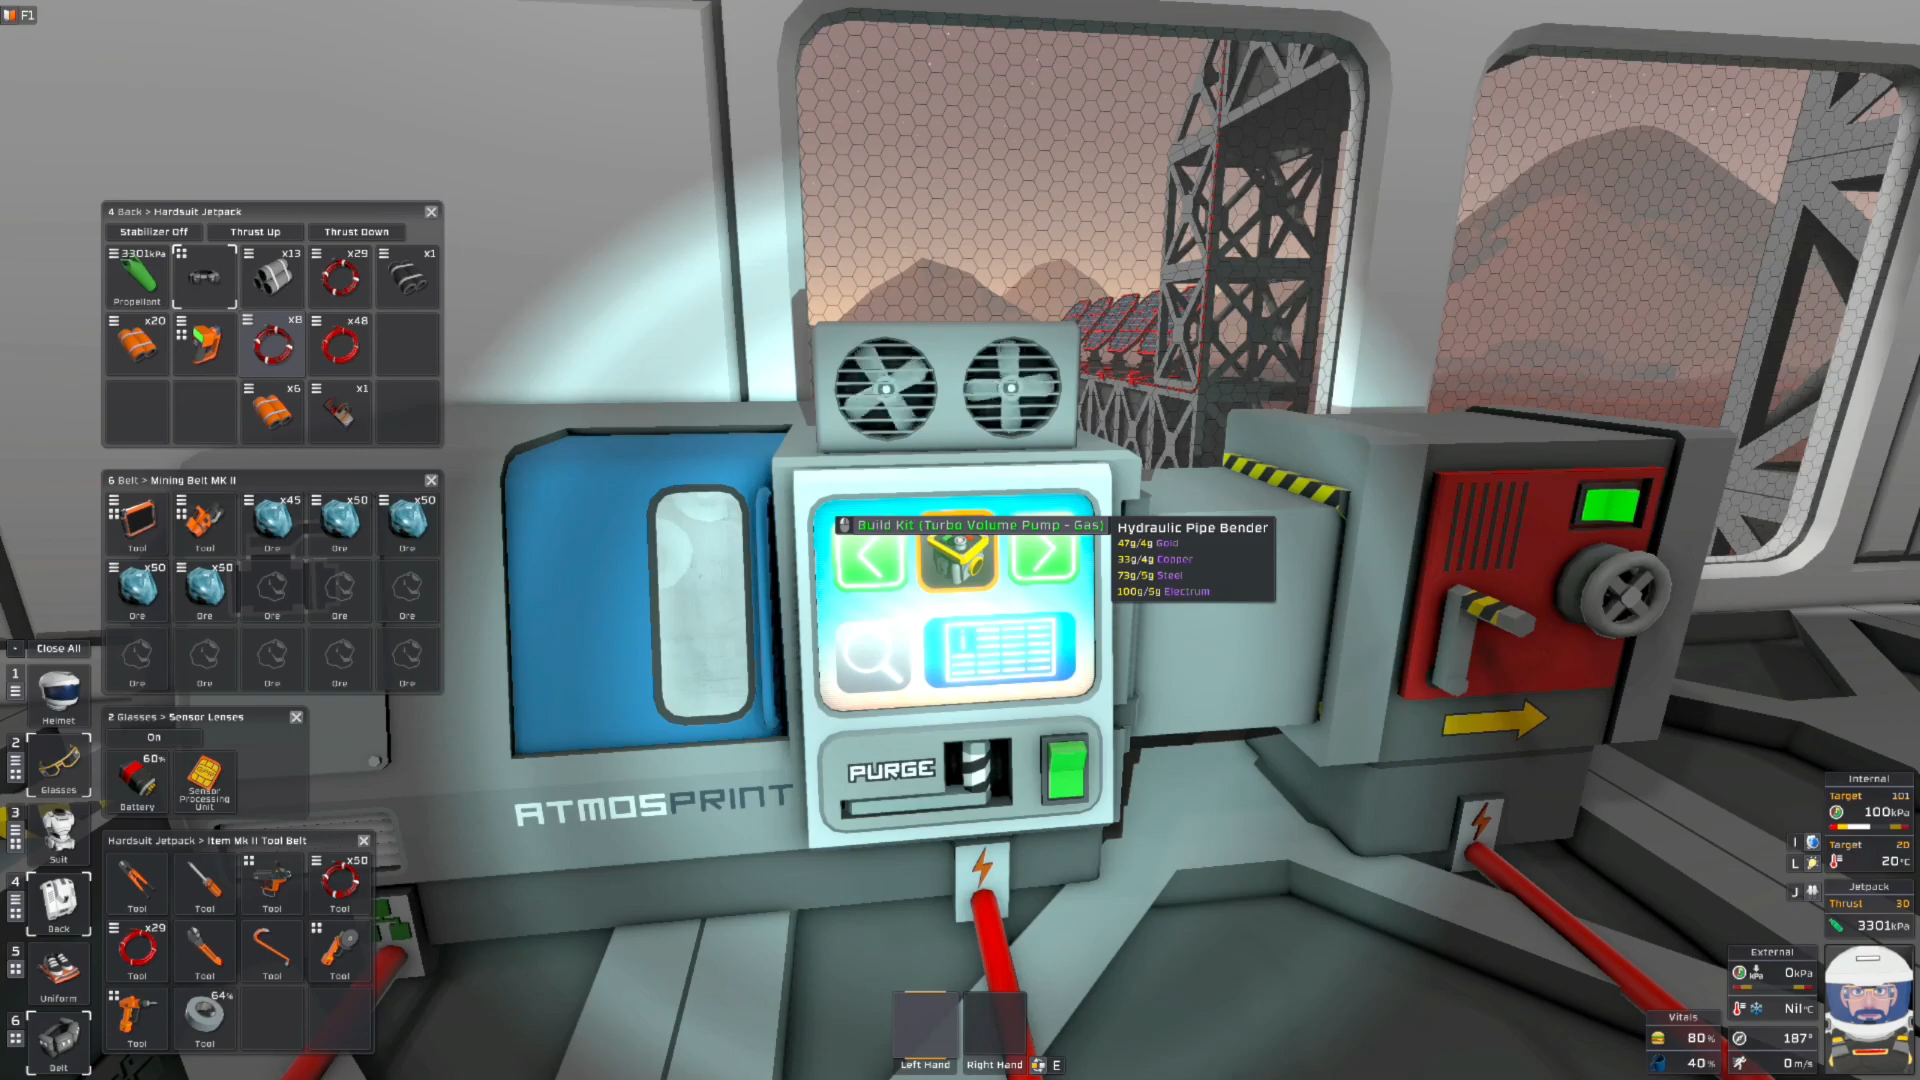 F1
4 Back > Hardsuit Jetpack
Stabilizer Off Thrust Up Thrust Down
3301kPa x13 x29 x1
Propellant
x20 x8 x48
x6 x1
6 Belt > Mining Belt MK II
x45 x50 x50
Tool Tool Ore Ore Ore
x50 x50
Ore Ore Ore Ore Ore
Ore Ore Ore Ore Ore
- Close All
1
Helmet
2
Glasses
3
Suit
4
Back
5
Uniform
6
Belt
2 Glasses > Sensor Lenses
On
60%
Battery
Sensor Processing Unit
Hardsuit Jetpack > Item Mk II Tool Belt
x50
Tool Tool Tool Tool
x29
Tool Tool Tool Tool
64%
Tool Tool
Build Kit (Turbo Volume Pump - Gas)
Hydraulic Pipe Bender
47g/4g Gold
33g/4g Copper
73g/5g Steel
100g/5g Electrum
PURGE
ATMOSPRINT
Left Hand Right Hand E
Internal
Target 101
100kPa
Target 20
20°C
I
L
J
Jetpack
Thrust 30
3301kPa
External
kPa 0kPa
Nil°C
187°
0m/s
Vitals
80%
40%